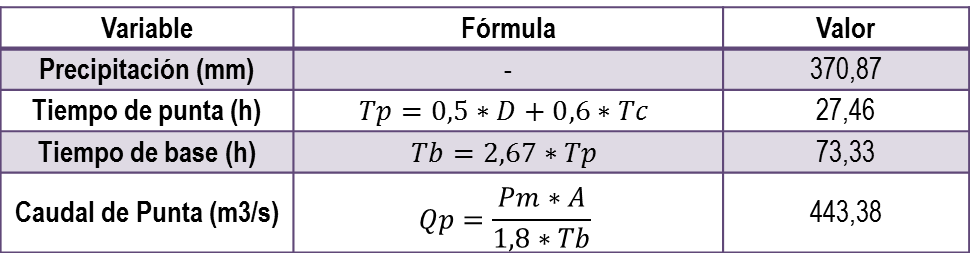 Variable Fórmula Valor
Precipitación (mm) - 370,87
Tiempo de punta (h) Tp = 0,5 * D + 0,6 * Tc 27,46
Tiempo de base (h) Tb = 2,67 * Tp 73,33
Caudal de Punta (m3/s) Qp = Pm * A / 1,8 * Tb 443,38